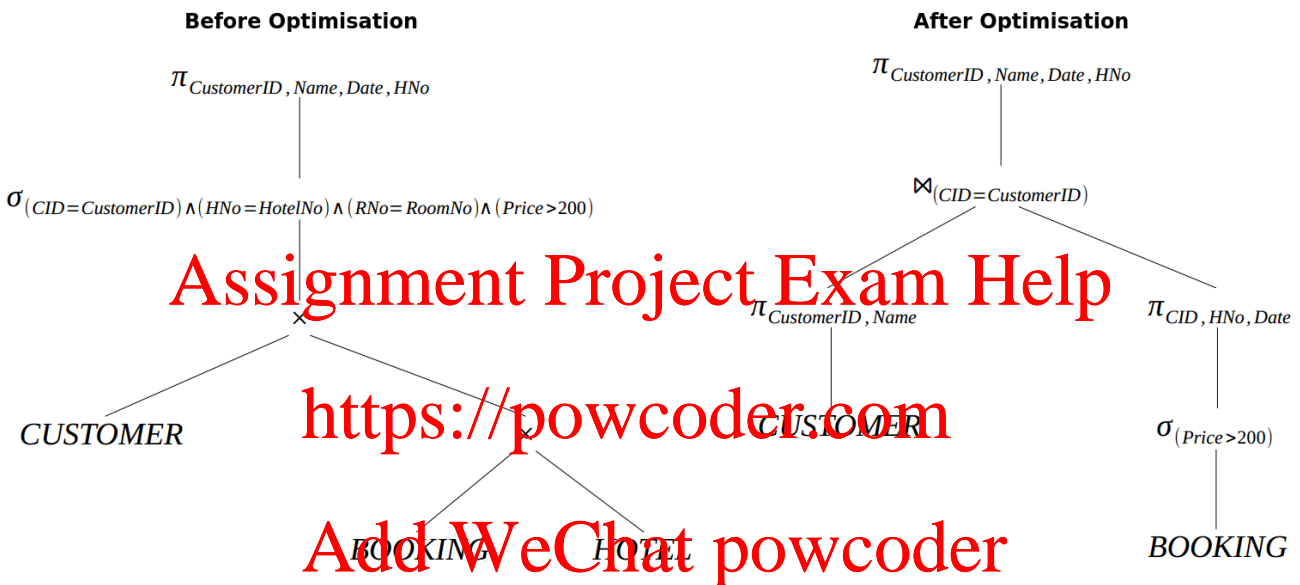 Before Optimisation
After Optimisation
π CustomerID , Name , Date , HNo
π CustomerID , Name , Date , HNo
σ (CID=CustomerID)∧(HNo=HotelNo)∧(RNo=RoomNo)∧(Price>200)
⋈ (CID=CustomerID)
Assignment Project Exam Help
×
π CustomerID , Name
π CID , HNo , Date
https://powcoder.com
CUSTOMER
×
CUSTOMER
σ (Price>200)
Add WeChat powcoder
BOOKING
HOTEL
BOOKING